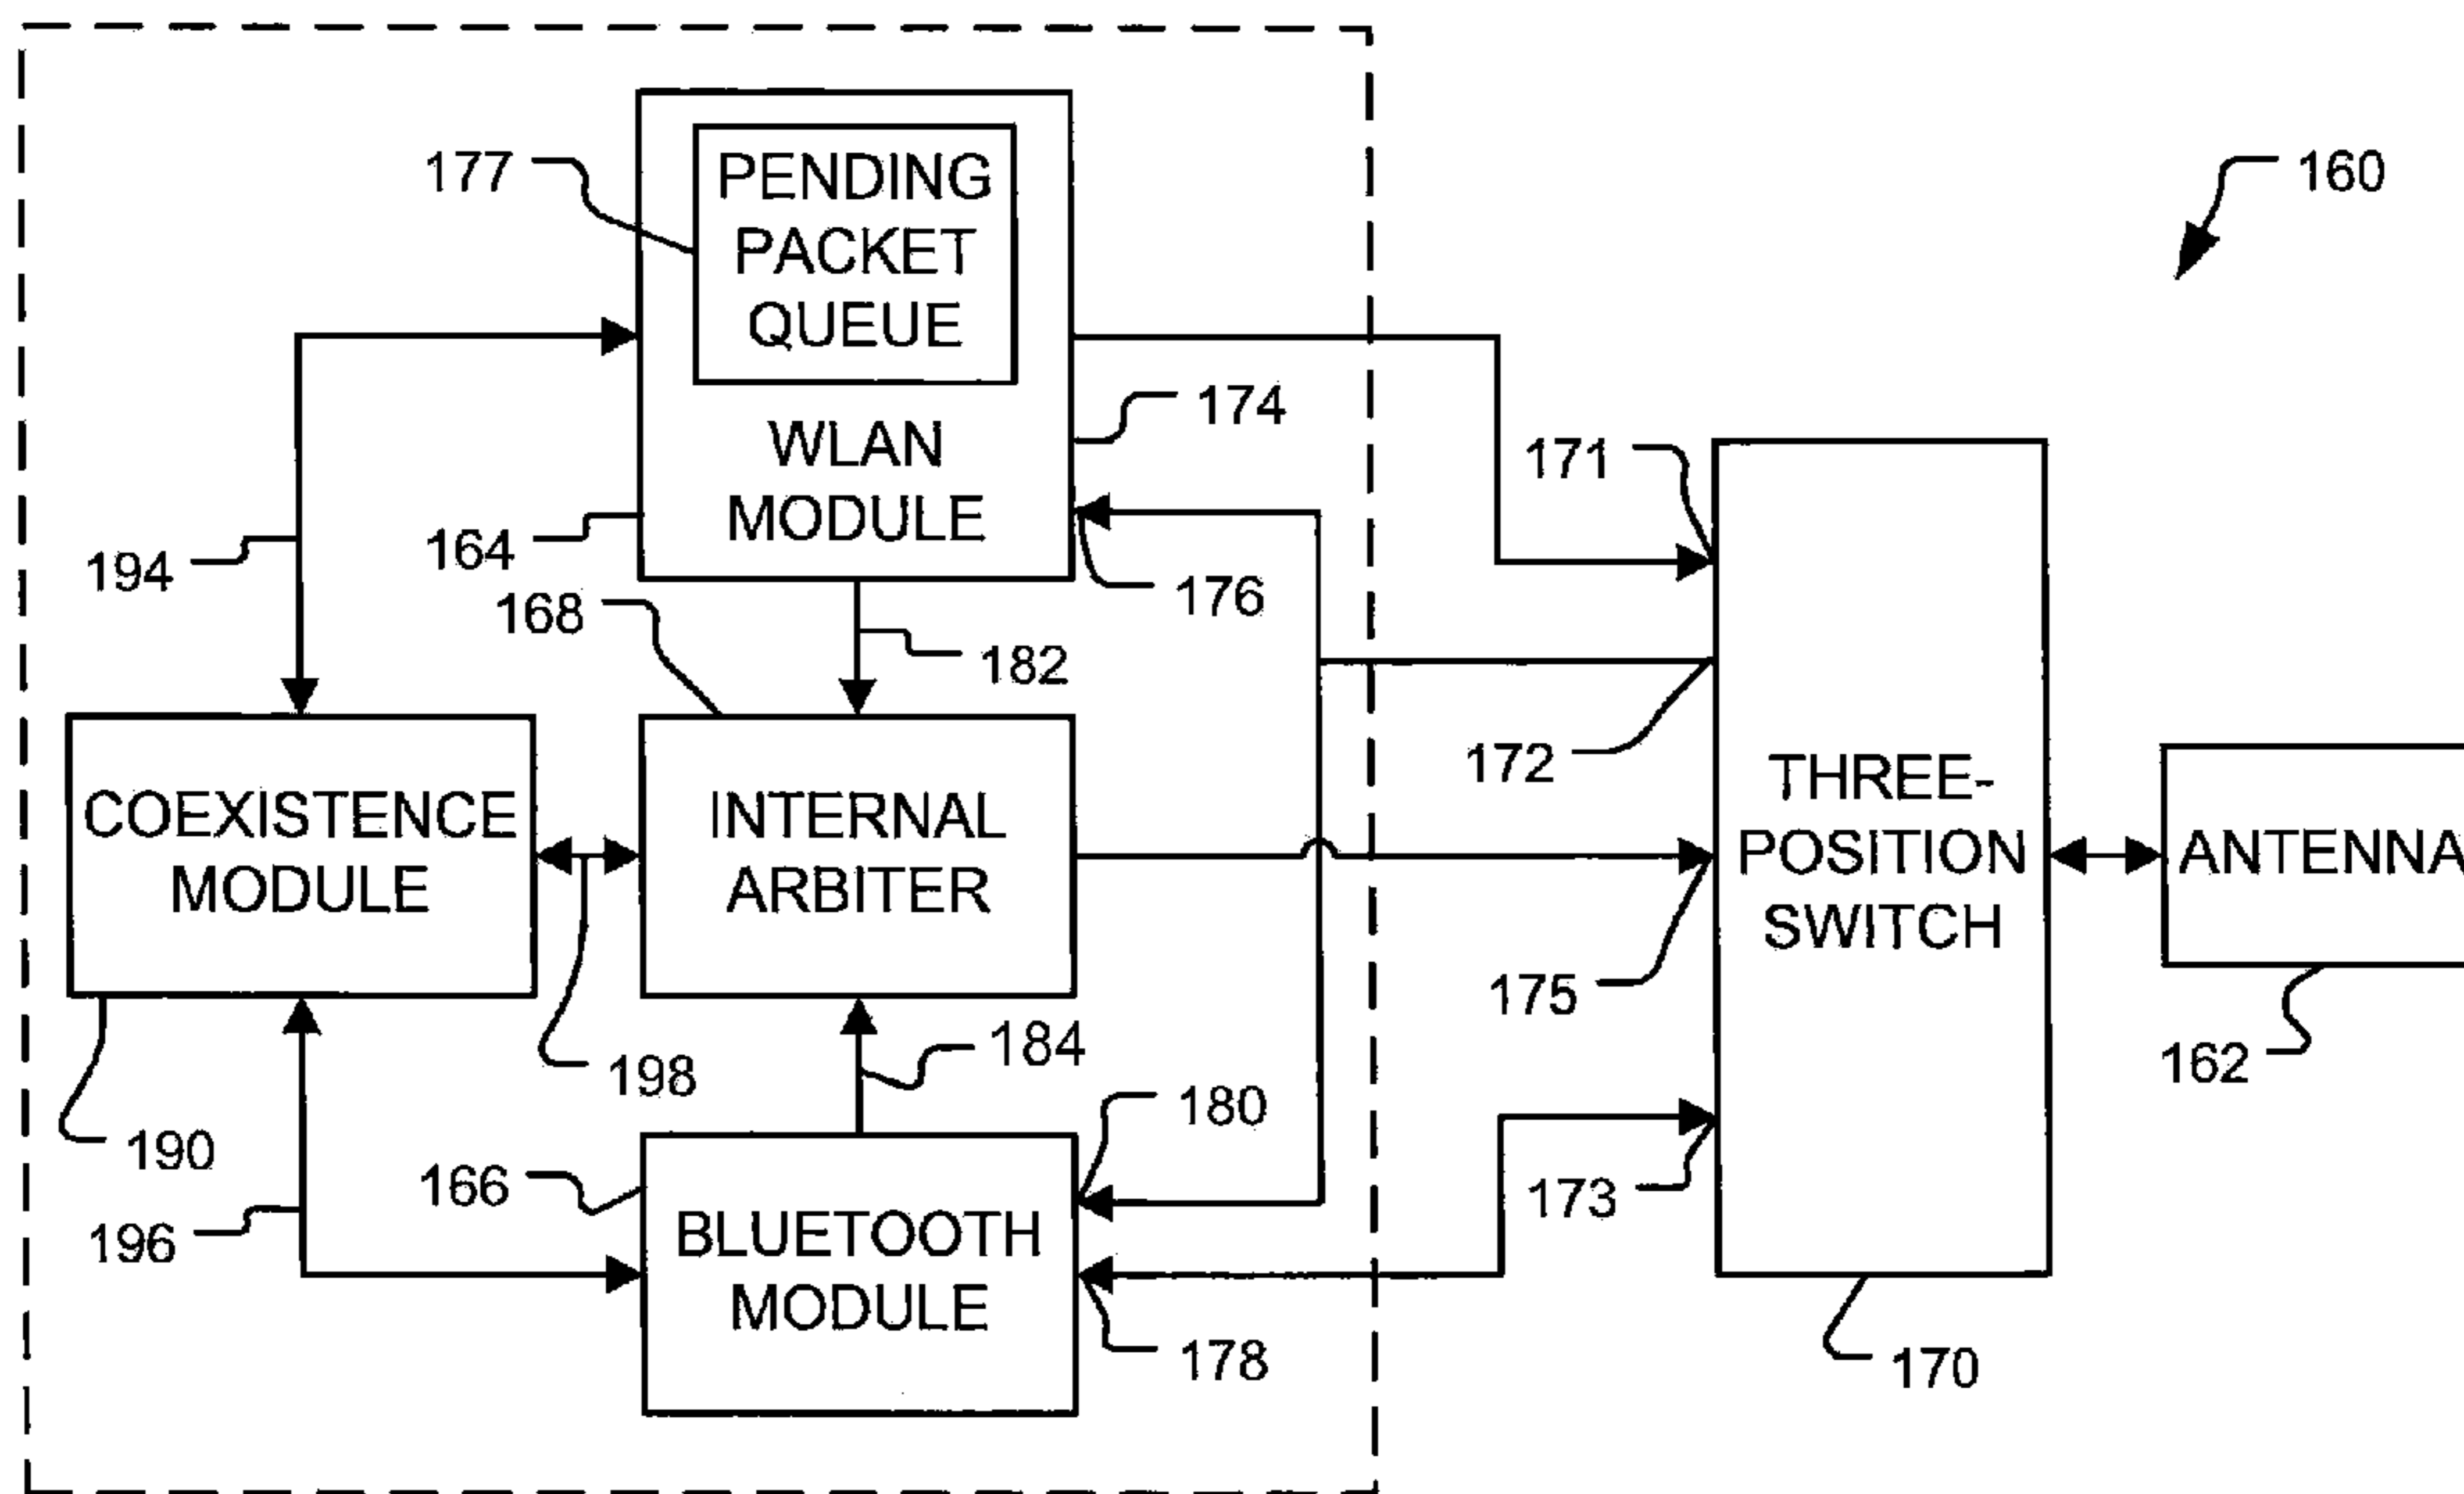 177
PENDING
PACKET
QUEUE
160
174
WLAN
MODULE
171
164
194
176
168
182
172
COEXISTENCE
MODULE
INTERNAL
ARBITER
THREE-
POSITION
SWITCH
ANTENNA
175
198
184
162
190
180
166
173
196
BLUETOOTH
MODULE
178
170